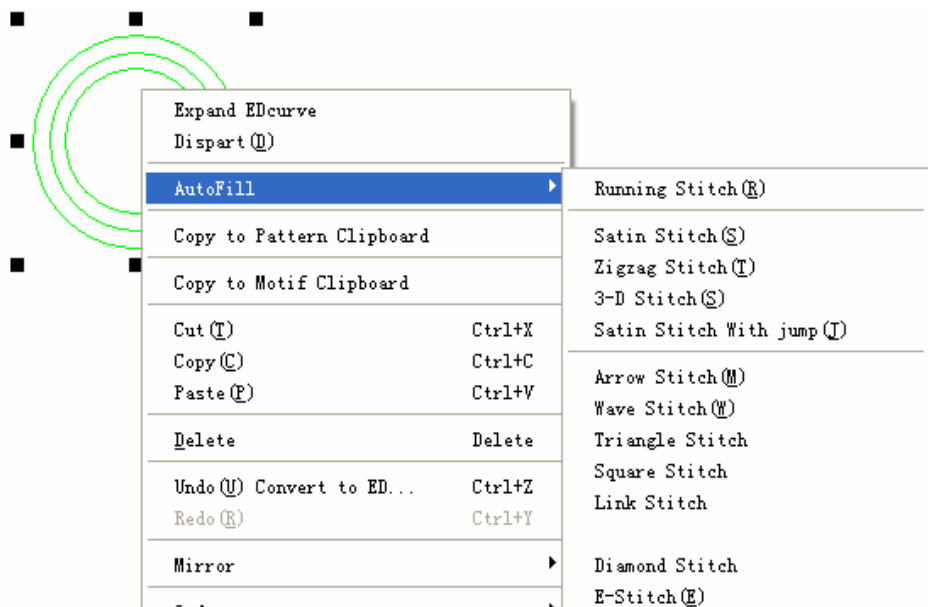 Expand EDcurve
Dispart(D)
AutoFill
Copy to Pattern Clipboard
Copy to Motif Clipboard
Cut(T) Ctrl+X
Copy(C) Ctrl+C
Paste(P) Ctrl+V
Delete Delete
Undo(U) Convert to ED... Ctrl+Z
Redo(R) Ctrl+Y
Mirror
Running Stitch(R)
Satin Stitch(S)
Zigzag Stitch(T)
3-D Stitch(S)
Satin Stitch With jump(J)
Arrow Stitch(M)
Wave Stitch(W)
Triangle Stitch
Square Stitch
Link Stitch
Diamond Stitch
E-Stitch(E)